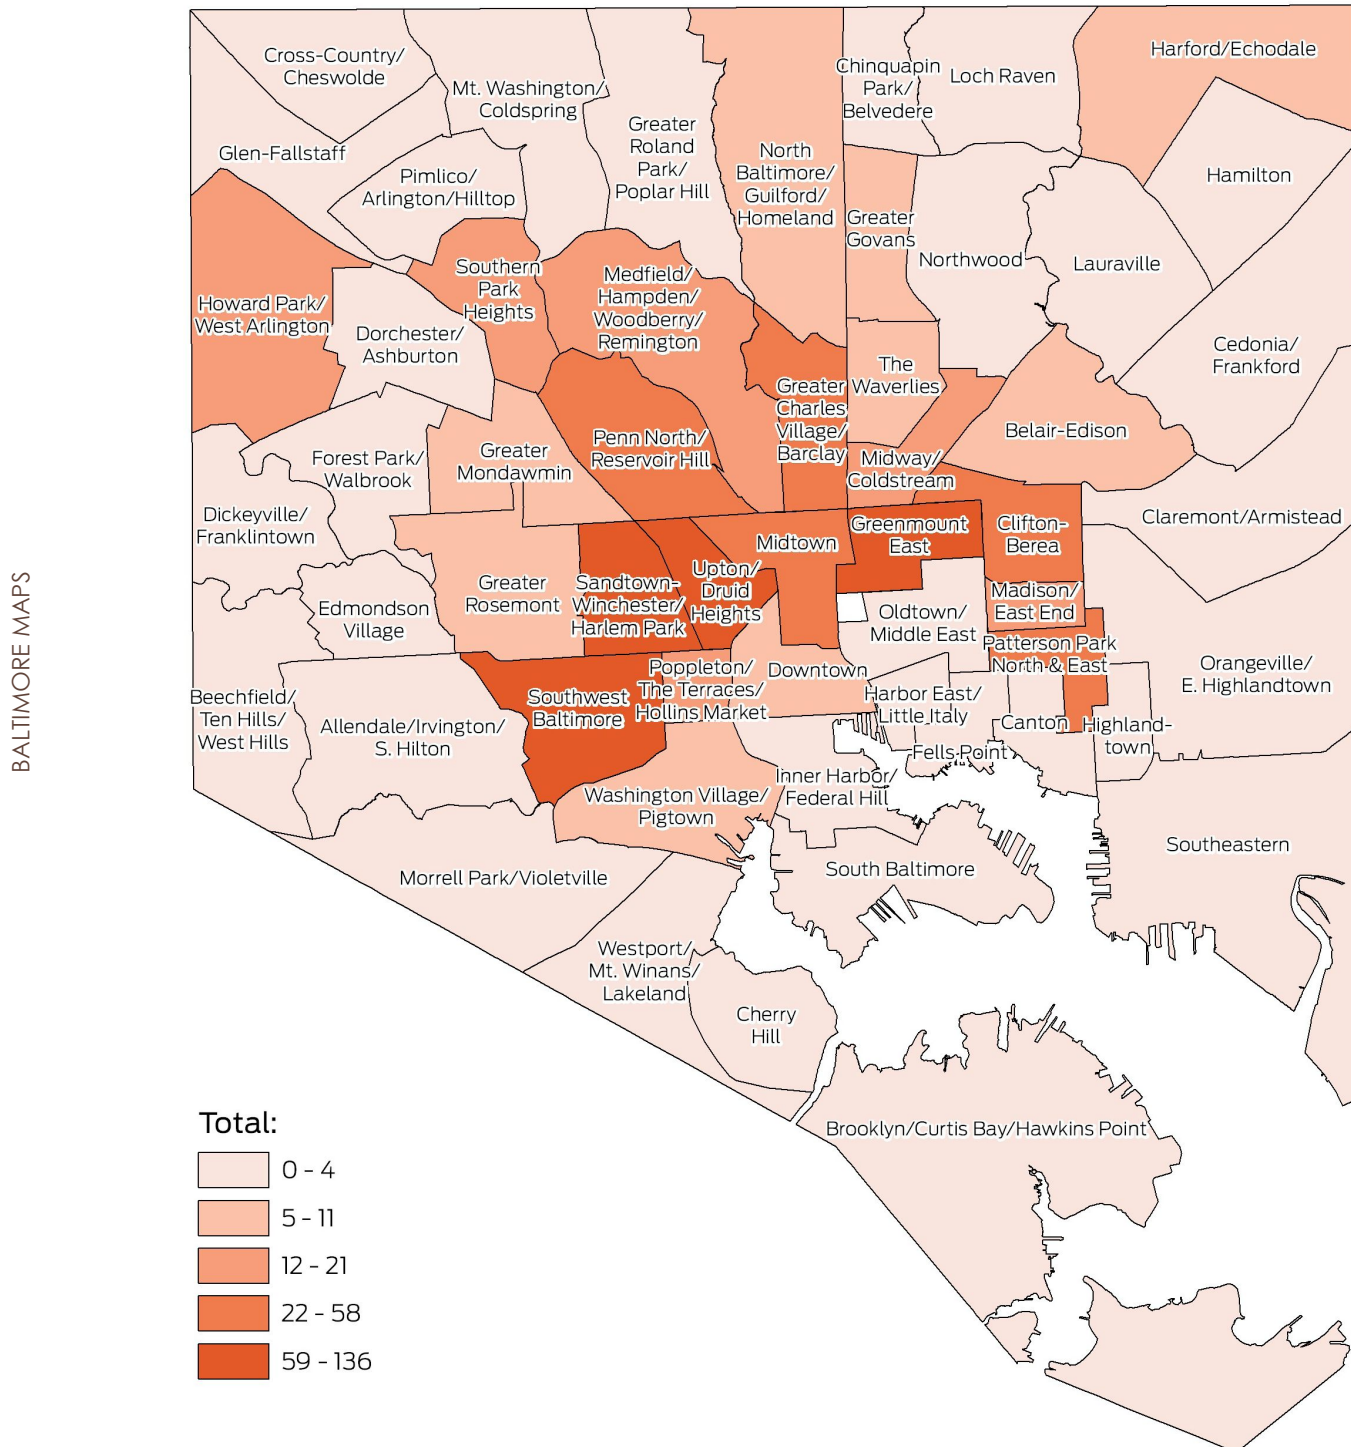 BALTIMORE MAPS
Cross-Country/
Cheswolde
Mt. Washington/
Coldspring
Greater
Roland
Park/
Poplar Hill
North
Baltimore/
Guilford/
Homeland
Chinquapin
Park/
Belvedere
Loch Raven
Harford/Echodale
Glen-Fallstaff
Pimlico/
Arlington/Hilltop
Hamilton
Greater
Govans
Northwood
Lauraville
Howard Park/
West Arlington
Southern
Park
Heights
Medfield/
Hampden/
Woodberry/
Remington
Dorchester/
Ashburton
Cedonia/
Frankford
The
Waverlies
Greater
Charles
Village/
Barclay
Belair-Edison
Penn North/
Reservoir Hill
Greater
Mondawmin
Forest Park/
Walbrook
Midway/
Coldstream
Dickeyville/
Franklintown
Claremont/Armistead
Midtown
Greenmount
East
Clifton-
Berea
Greater
Rosemont
Sandtown-
Winchester/
Harlem Park
Upton/
Druid
Heights
Madison/
East End
Edmondson
Village
Oldtown/
Middle East
Patterson Park
North & East
Orangeville/
E. Highlandtown
Poppleton/
The Terraces/
Hollins Market
Downtown
Beechfield/
Ten Hills/
West Hills
Allendale/Irvington/
S. Hilton
Southwest
Baltimore
Harbor East/
Little Italy
Canton
Highland-
town
Fells Point
Inner Harbor/
Federal Hill
Washington Village/
Pigtown
Southeastern
South Baltimore
Morrell Park/Violetville
Westport/
Mt. Winans/
Lakeland
Cherry
Hill
Brooklyn/Curtis Bay/Hawkins Point
Total:
0 - 4
5 - 11
12 - 21
22 - 58
59 - 136